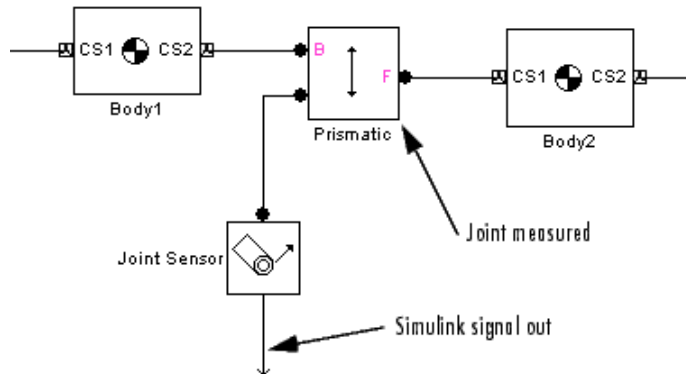 CS1 CS2
Body1
B
F
Prismatic
CS1 CS2
Body2
Joint measured
Joint Sensor
Simulink signal out